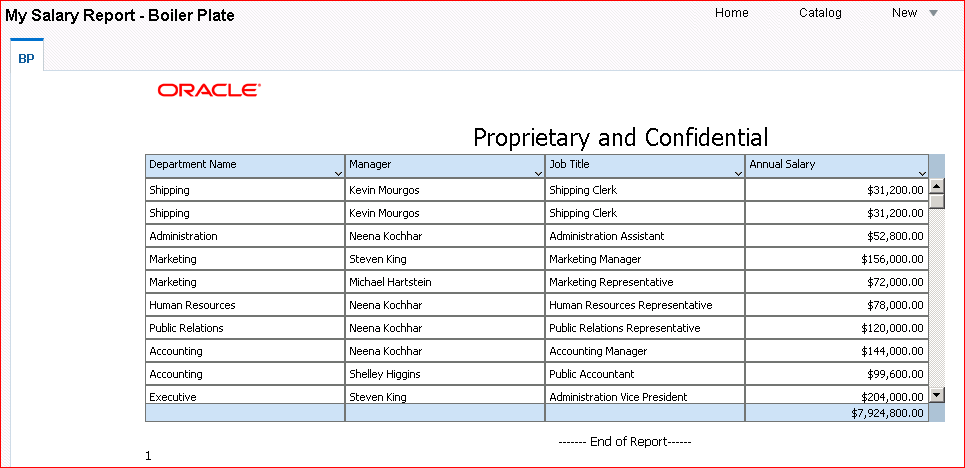 My Salary Report - Boiler Plate Home Catalog New
BP
ORACLE
Proprietary and Confidential
Department Name Manager Job Title Annual Salary
Shipping Kevin Mourgos Shipping Clerk $31,200.00
Shipping Kevin Mourgos Shipping Clerk $31,200.00
Administration Neena Kochhar Administration Assistant $52,800.00
Marketing Steven King Marketing Manager $156,000.00
Marketing Michael Hartstein Marketing Representative $72,000.00
Human Resources Neena Kochhar Human Resources Representative $78,000.00
Public Relations Neena Kochhar Public Relations Representative $120,000.00
Accounting Neena Kochhar Accounting Manager $144,000.00
Accounting Shelley Higgins Public Accountant $99,600.00
Executive Steven King Administration Vice President $204,000.00
$7,924,800.00
------- End of Report------
1